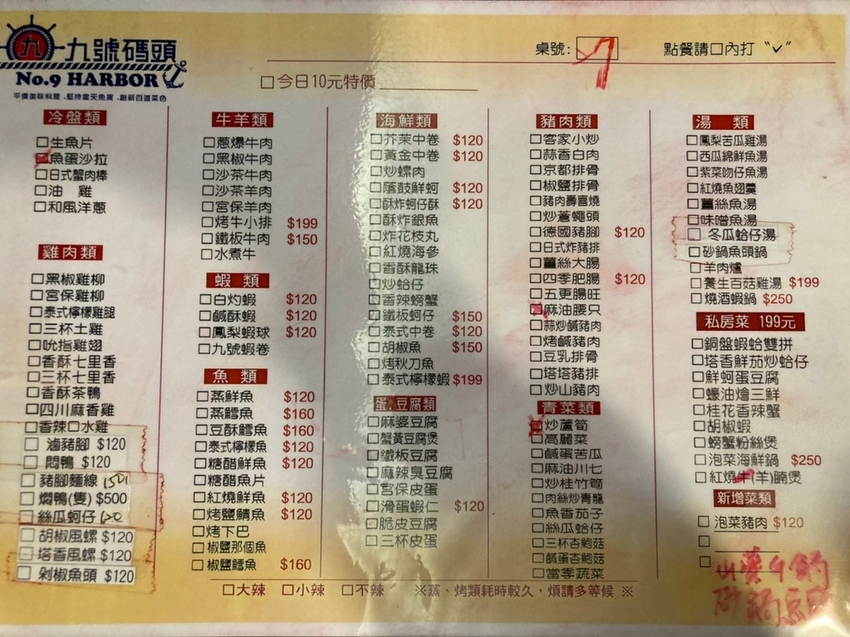 九 九號碼頭
No.9 HARBOR
平價美味料理.堅持當天魚貨.創新百道菜色
□今日10元特價
桌號: 7
點餐請□內打 "✓"
冷盤類
□生魚片
□魚蛋沙拉
□日式蟹肉棒
□油 雞
□和風洋蔥
雞肉類
□黑椒雞柳
□宮保雞柳
□泰式檸檬雞腿
□三杯土雞
□吮指雞翅
□香酥七里香
□三杯七里香
□香酥茶鴨
□四川麻香雞
□香辣口水雞
□滷豬腳 $120
□悶鴨 $120
□豬腳麵線 150
□燜鴨(隻) $500
□絲瓜蚵仔
□胡椒風螺 $120
□塔香風螺 $120
□剁椒魚頭 $120
牛羊類
□蔥爆牛肉
□黑椒牛肉
□沙茶牛肉
□沙茶羊肉
□宮保羊肉
□烤牛小排 $199
□鐵板牛肉 $150
□水煮牛
蝦 類
□白灼蝦 $120
□鹹酥蝦 $120
□鳳梨蝦球 $120
□九號蝦卷
魚 類
□蒸鮮魚 $120
□蒸鱈魚 $160
□豆酥鱈魚 $160
□泰式檸檬魚 $120
□糖醋鮮魚 $120
□糖醋魚片
□紅燒鮮魚 $120
□烤鹽鯖魚 $120
□烤下巴
□椒鹽那個魚
□椒鹽鱈魚 $160
海鮮類
□芥茉中卷 $120
□黃金中卷 $120
□炒螺肉
□蔭鼓鮮蚵 $120
□酥炸蚵仔酥 $120
□酥炸銀魚
□炸花枝丸
□紅燒海參
□香酥龍珠
□炒蛤仔
□香辣螃蟹
□鐵板蚵仔 $150
□泰式中卷 $120
□胡椒魚 $150
□烤秋刀魚
□泰式檸檬蝦 $199
蛋.豆腐類
□麻婆豆腐
□蟹黃豆腐煲
□鐵板豆腐
□麻辣臭豆腐
□宮保皮蛋
□滑蛋蝦仁 $120
□脆皮豆腐
□三杯皮蛋
豬肉類
□客家小炒
□蒜香白肉
□京都排骨
□椒鹽排骨
□豬肉壽喜燒
□炒蒼蠅頭
□德國豬腳 $120
□日式炸豬排
□薑絲大腸
□四季肥腸 $120
□五更腸旺
□麻油腰只
□蒜炒鹹豬肉
□烤鹹豬肉
□豆乳排骨
□塔塔豬排
□炒山豬肉
青菜類
□炒蘆筍
□高麗菜
□鹹蛋苦瓜
□麻油川七
□炒桂竹筍
□肉絲炒青龍
□魚香茄子
□絲瓜蛤仔
□三杯杏鮑菇
□鹹蛋杏鮑菇
□當季蔬菜
湯 類
□鳳梨苦瓜雞湯
□西瓜綿鮮魚湯
□紫菜吻仔魚湯
□紅燒魚翅羹
□薑絲魚湯
□味噌魚湯
□冬瓜蛤仔湯
□砂鍋魚頭鍋
□羊肉爐
□養生百菇雞湯 $199
□燒酒蝦鍋 $250
私房菜 199元
□銅盤蝦蛤雙拼
□塔香鮮茄炒蛤仔
□鮮蚵蛋豆腐
□蠔油燴三鮮
□桂花香辣蟹
□胡椒蝦
□螃蟹粉絲煲
□泡菜海鮮鍋 $250
□紅燒牛(羊)腩煲
新增菜類
□泡菜豬肉 $120
□
□
□大辣 □小辣 □不辣 ※蒸、烤類耗時較久，煩請多等候 ※